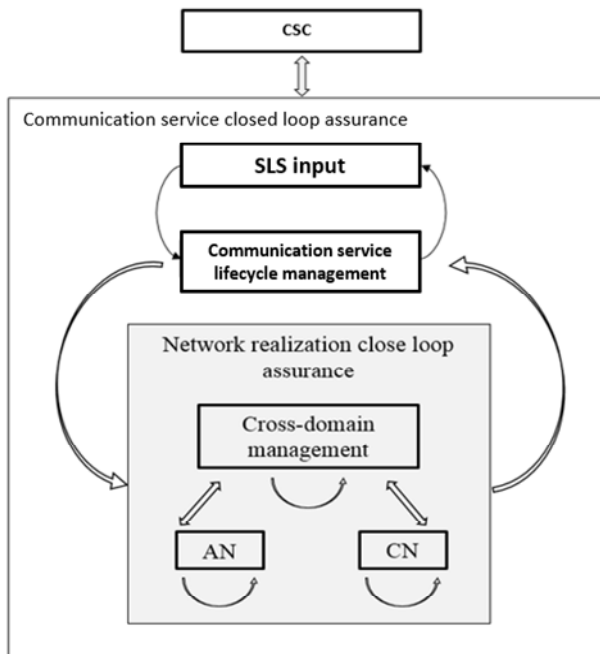 CSC
Communication service closed loop assurance
SLS input
Communication service
lifecycle management
Network realization close loop
assurance
Cross-domain
management
AN
CN